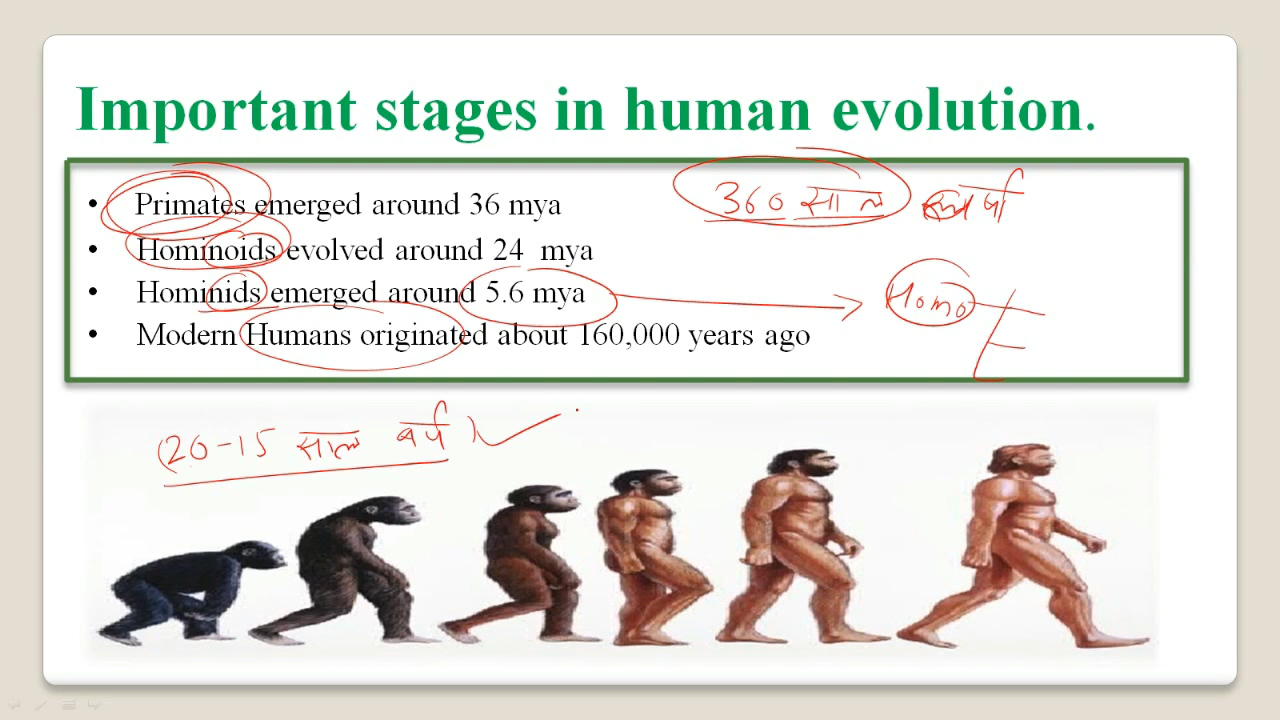 Important stages in human evolution.
• Primates emerged around 36 mya
360 साल
• Hominoids evolved around 24 mya
• Hominids emerged around 5.6 mya
Homo
• Modern Humans originated about 160,000 years ago
(20-15 साल वर्ष)